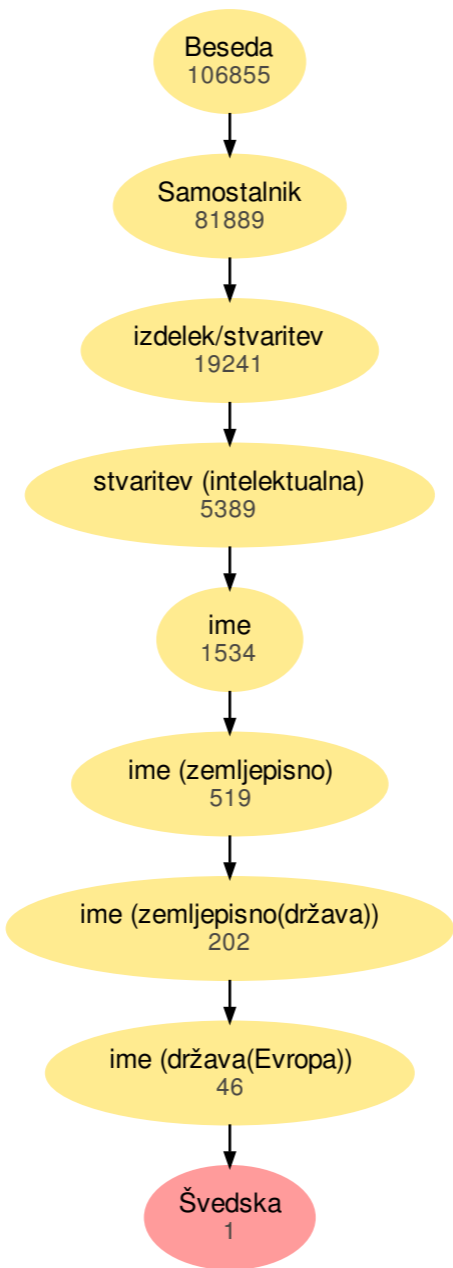 Beseda
106855
Samostalnik
81889
izdelek/stvaritev
19241
stvaritev (intelektualna)
5389
ime
1534
ime (zemljepisno)
519
ime (zemljepisno(država))
202
ime (država(Evropa))
46
Švedska
1